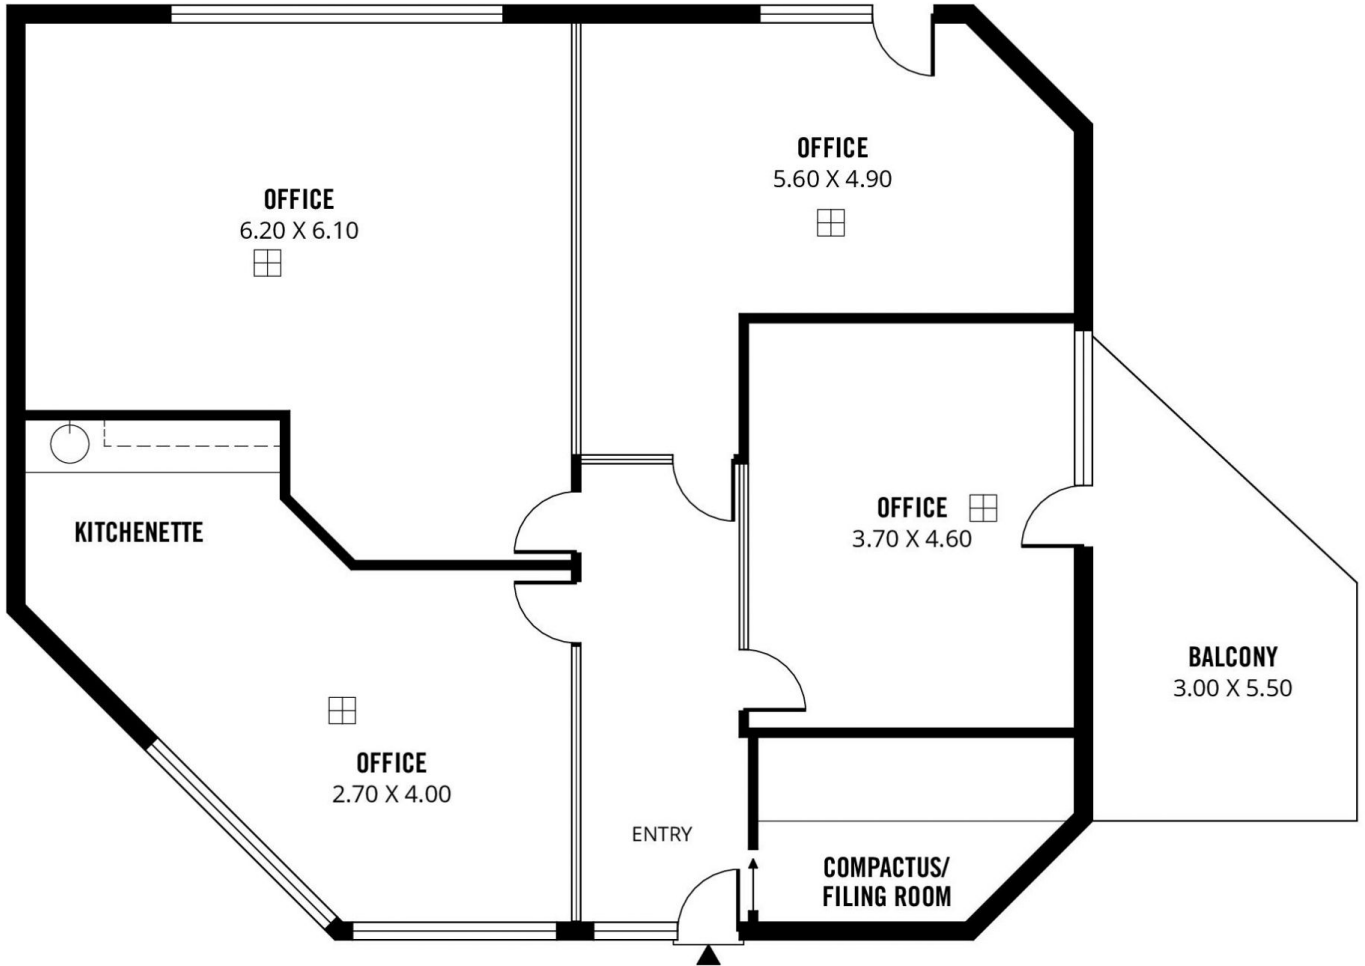 OFFICE
5.60 X 4.90
OFFICE
6.20 X 6.10
OFFICE
3.70 X 4.60
KITCHENETTE
BALCONY
3.00 X 5.50
OFFICE
2.70 X 4.00
ENTRY
COMPACTUS/
FILING ROOM